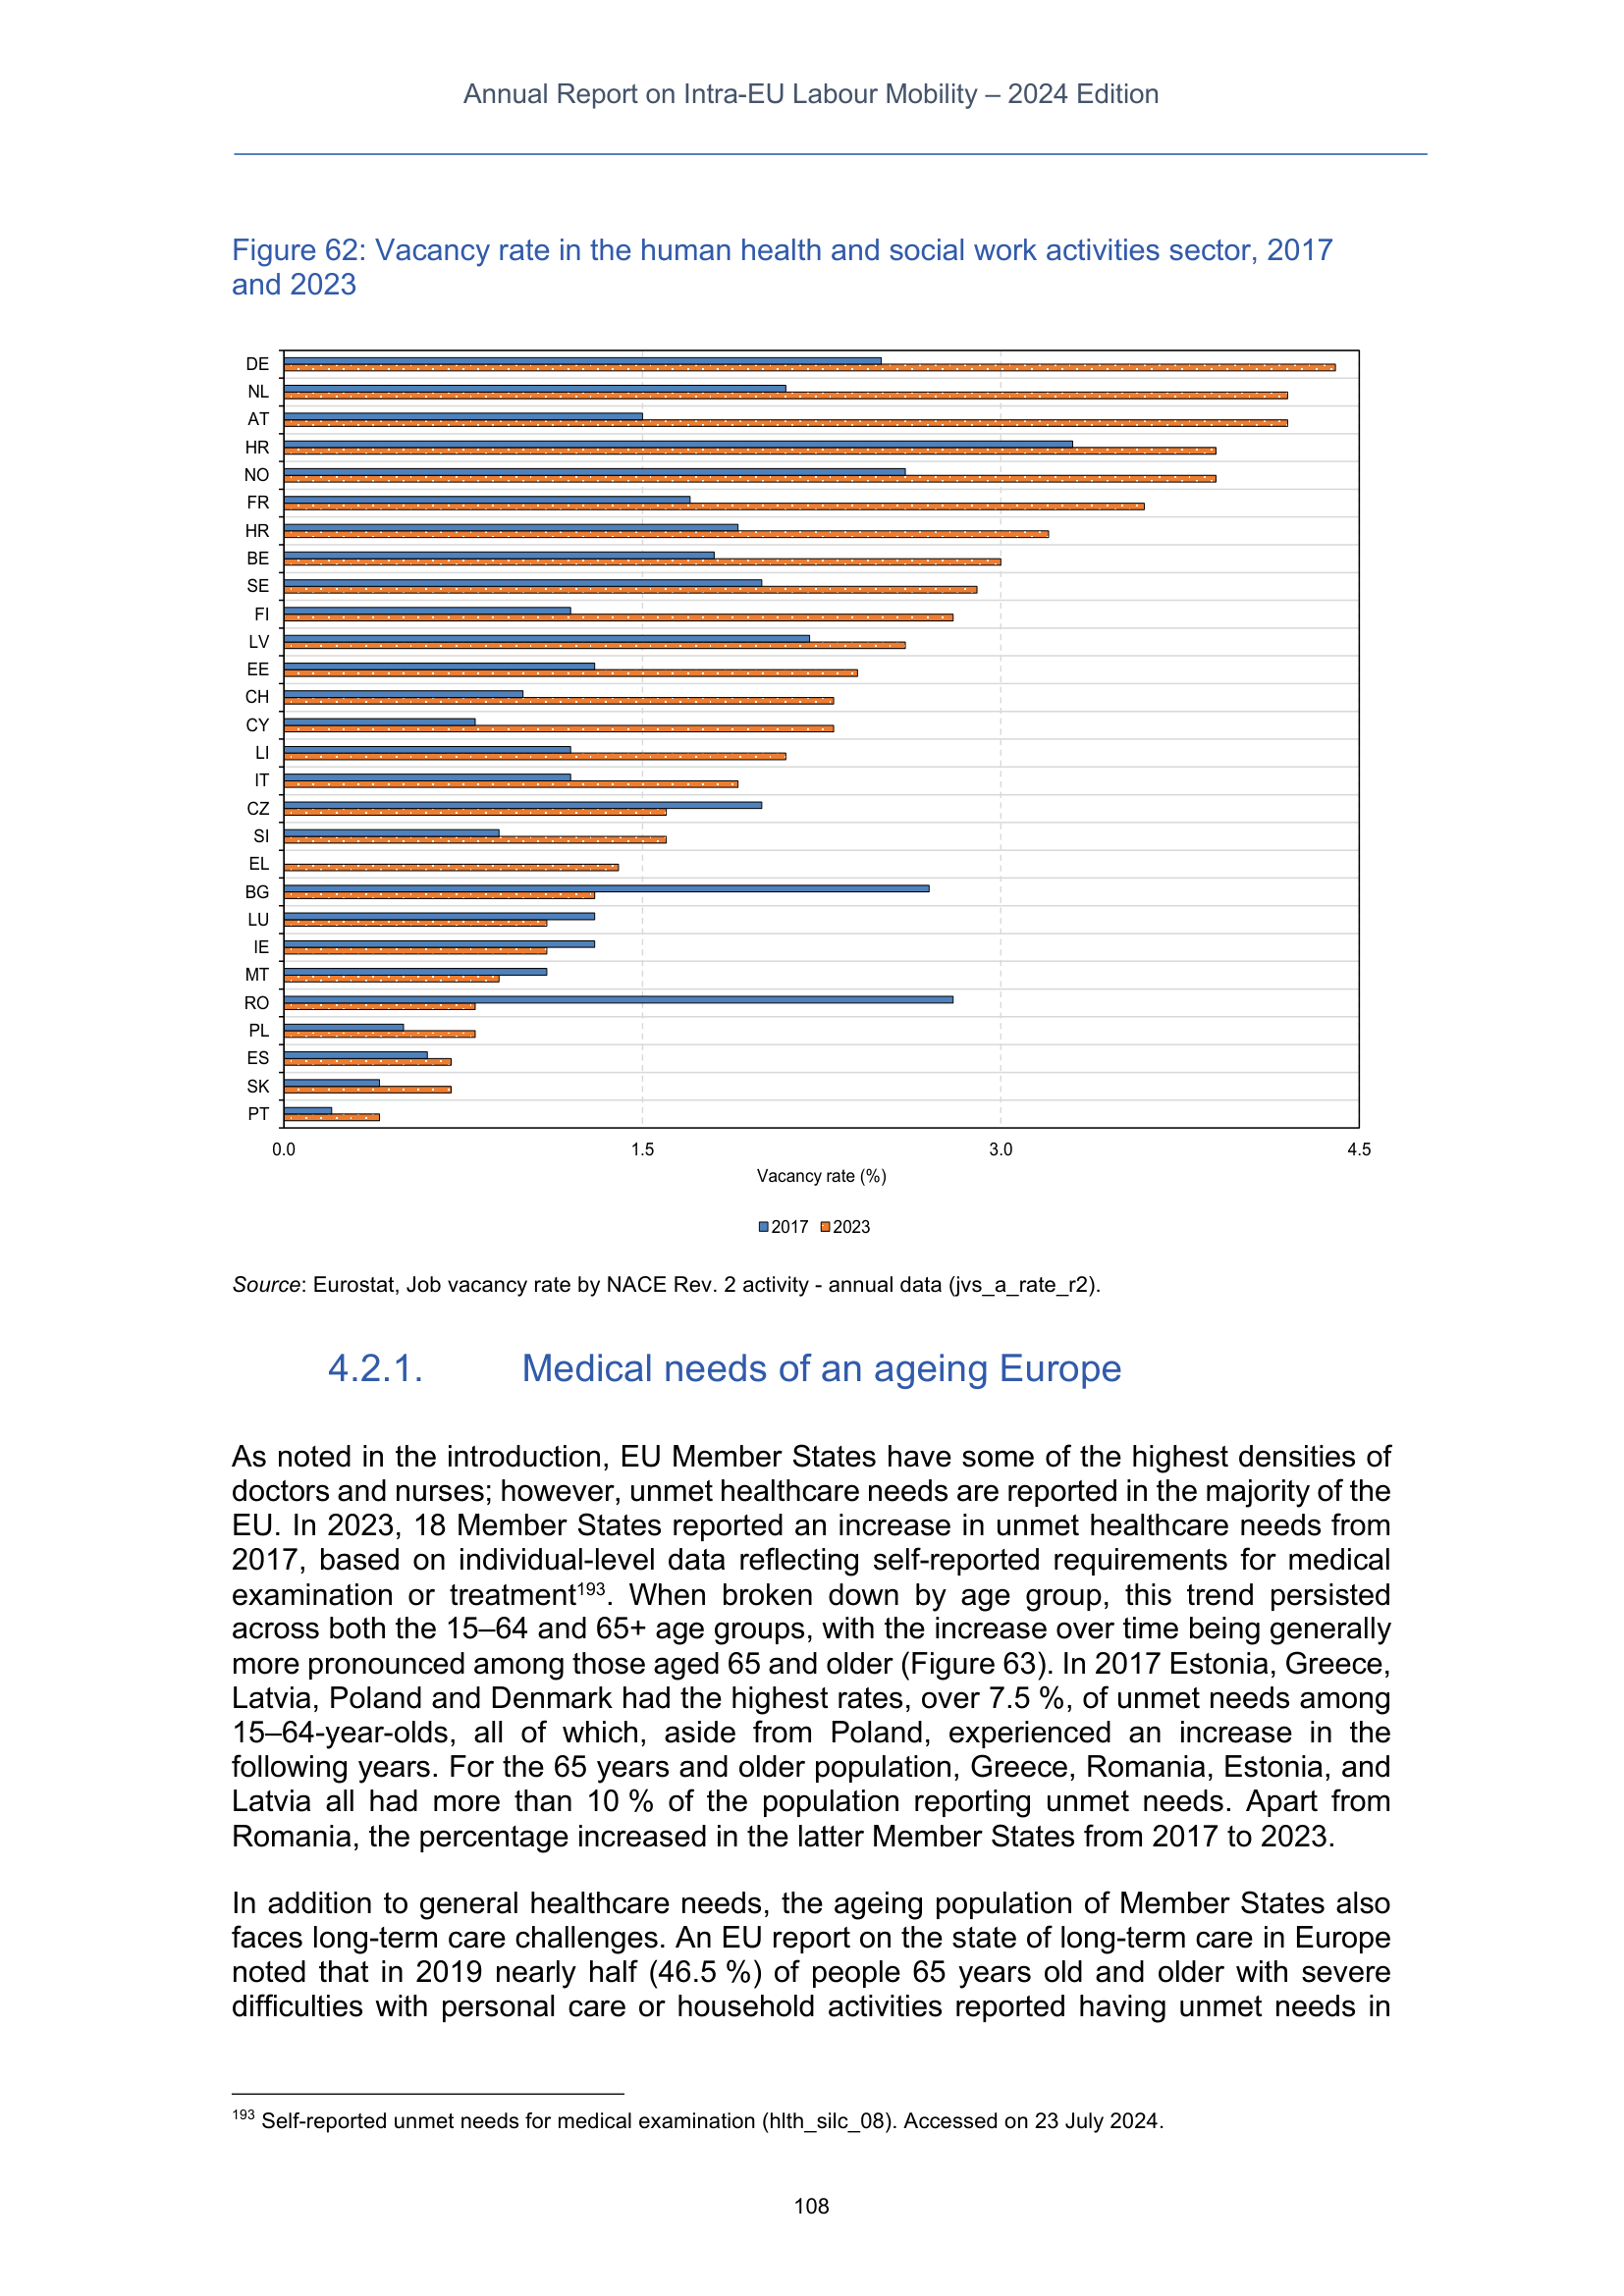 Annual Report on Intra-EU Labour Mobility – 2024 Edition
Figure 62: Vacancy rate in the human health and social work activities sector, 2017
and 2023
DE
NL
AT
HR
NO
FR
HR
BE
SE
FI
LV
EE
CH
CY
LI
IT
CZ
SI
EL
BG
LU
IE
MT
RO
PL
ES
SK
PT
0.0 1.5 3.0 4.5
Vacancy rate (%)
2017 2023
Source: Eurostat, Job vacancy rate by NACE Rev. 2 activity - annual data (jvs_a_rate_r2).
4.2.1. Medical needs of an ageing Europe
As noted in the introduction, EU Member States have some of the highest densities of
doctors and nurses; however, unmet healthcare needs are reported in the majority of the
EU. In 2023, 18 Member States reported an increase in unmet healthcare needs from
2017, based on individual-level data reflecting self-reported requirements for medical
examination or treatment193. When broken down by age group, this trend persisted
across both the 15–64 and 65+ age groups, with the increase over time being generally
more pronounced among those aged 65 and older (Figure 63). In 2017 Estonia, Greece,
Latvia, Poland and Denmark had the highest rates, over 7.5 %, of unmet needs among
15–64-year-olds, all of which, aside from Poland, experienced an increase in the
following years. For the 65 years and older population, Greece, Romania, Estonia, and
Latvia all had more than 10 % of the population reporting unmet needs. Apart from
Romania, the percentage increased in the latter Member States from 2017 to 2023.
In addition to general healthcare needs, the ageing population of Member States also
faces long-term care challenges. An EU report on the state of long-term care in Europe
noted that in 2019 nearly half (46.5 %) of people 65 years old and older with severe
difficulties with personal care or household activities reported having unmet needs in
193 Self-reported unmet needs for medical examination (hlth_silc_08). Accessed on 23 July 2024.
108